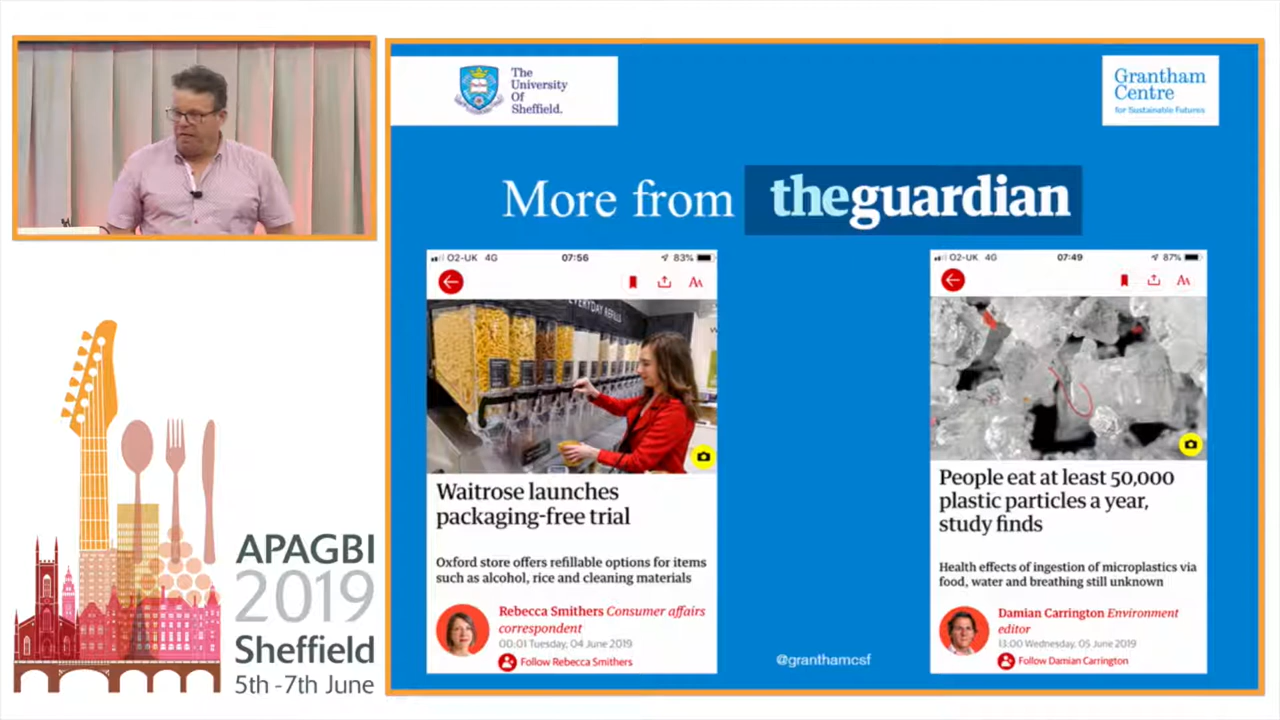 The
University
Of
Sheffield.
Grantham
Centre
for Sustainable Futures
More from theguardian
O2-UK 4G 07:56 83%
AA
EVERYDAY REFILLS
Waitrose launches
packaging-free trial
Oxford store offers refillable options for items
such as alcohol, rice and cleaning materials
Rebecca Smithers Consumer affairs
correspondent
00:01 Tuesday, 04 June 2019
Follow Rebecca Smithers
O2-UK 4G 07:49 87%
AA
People eat at least 50,000
plastic particles a year,
study finds
Health effects of ingestion of microplastics via
food, water and breathing still unknown
Damian Carrington Environment
editor
13:00 Wednesday, 05 June 2019
Follow Damian Carrington
@granthamcsf
APAGBI
2019
Sheffield
5th -7th June